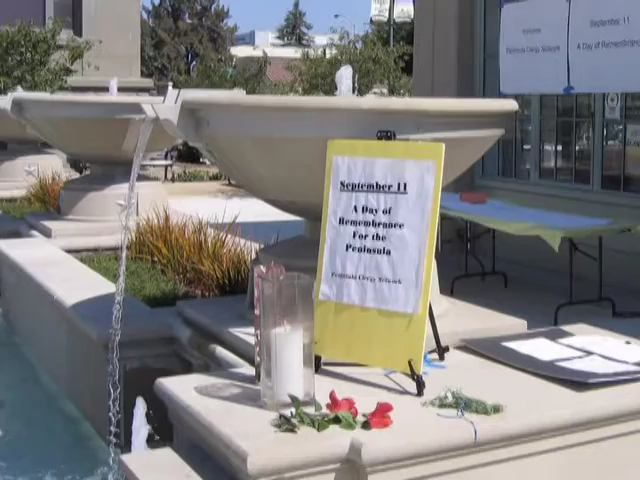 September 11
A Day of
Remembrance
For the
Peninsula
Peninsula Clergy Network
Peninsula Clergy Network
September 11
A Day of Remembrance